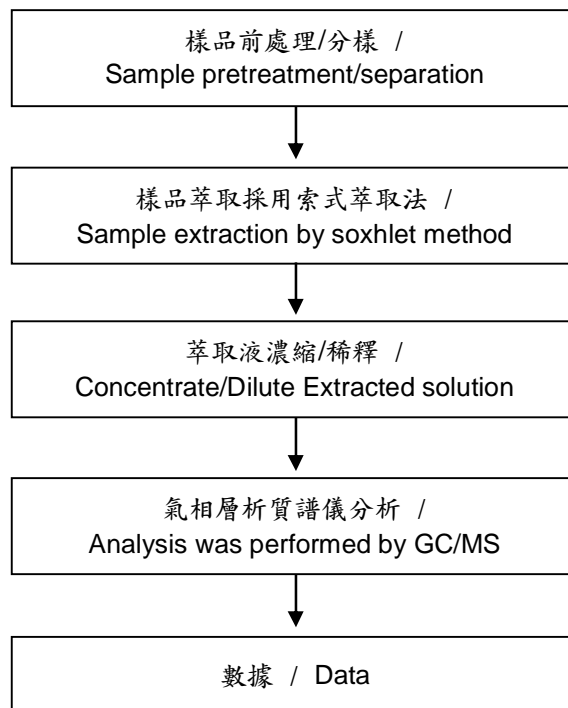 樣品前處理/分樣 /
Sample pretreatment/separation
樣品萃取採用索式萃取法 /
Sample extraction by soxhlet method
萃取液濃縮/稀釋 /
Concentrate/Dilute Extracted solution
氣相層析質譜儀分析 /
Analysis was performed by GC/MS
數據 / Data